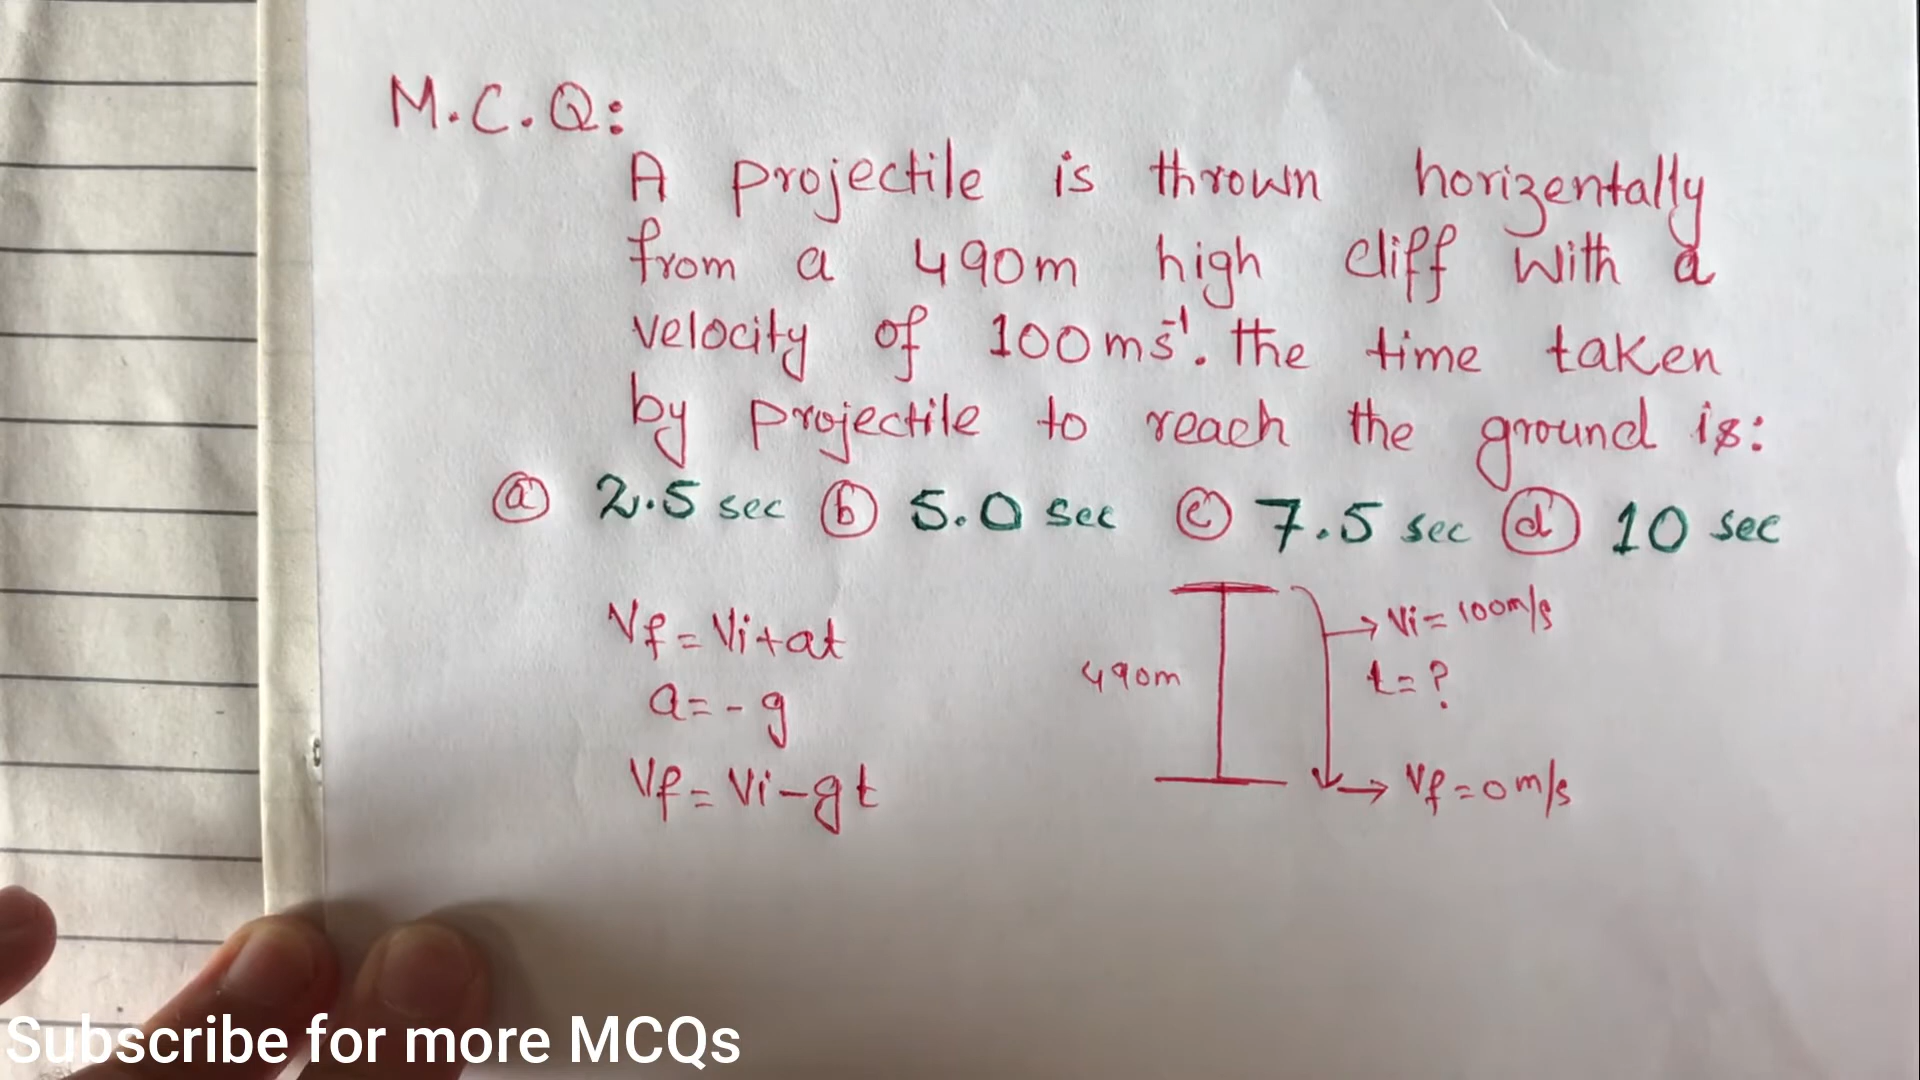 M.C.Q:
A projectile is thrown horizentally
from a 490m high cliff with a
velocity of 100ms⁻¹. the time taken
by projectile to reach the ground is:
ⓐ 2.5 sec ⓑ 5.0 sec ⓒ 7.5 sec ⓓ 10 sec
Vf = Vi + at
a = - g
Vf = Vi - gt
490m
→ Vi = 100m/s
t = ?
→ Vf = 0 m/s
Subscribe for more MCQs